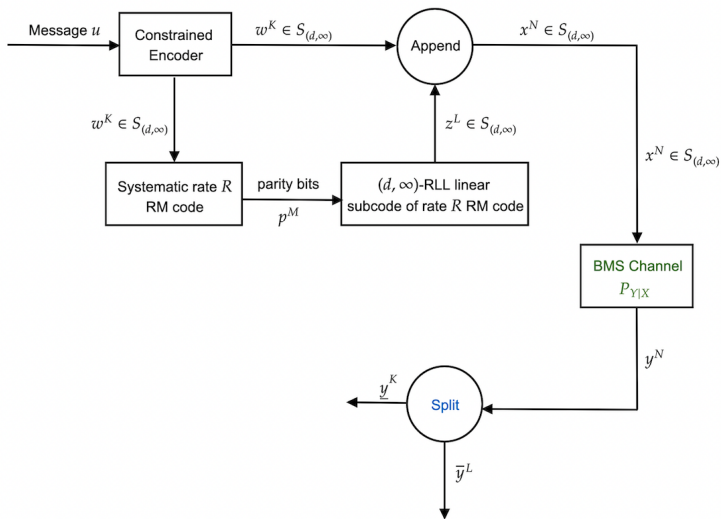 Message u
Constrained
Encoder
w^K ∈ S_(d,∞)
Append
x^N ∈ S_(d,∞)
w^K ∈ S_(d,∞)
z^L ∈ S_(d,∞)
x^N ∈ S_(d,∞)
Systematic rate R
RM code
parity bits
p^M
(d, ∞)-RLL linear
subcode of rate R RM code
BMS Channel
P_{Y|X}
y^N
y̲^K
Split
y̅^L